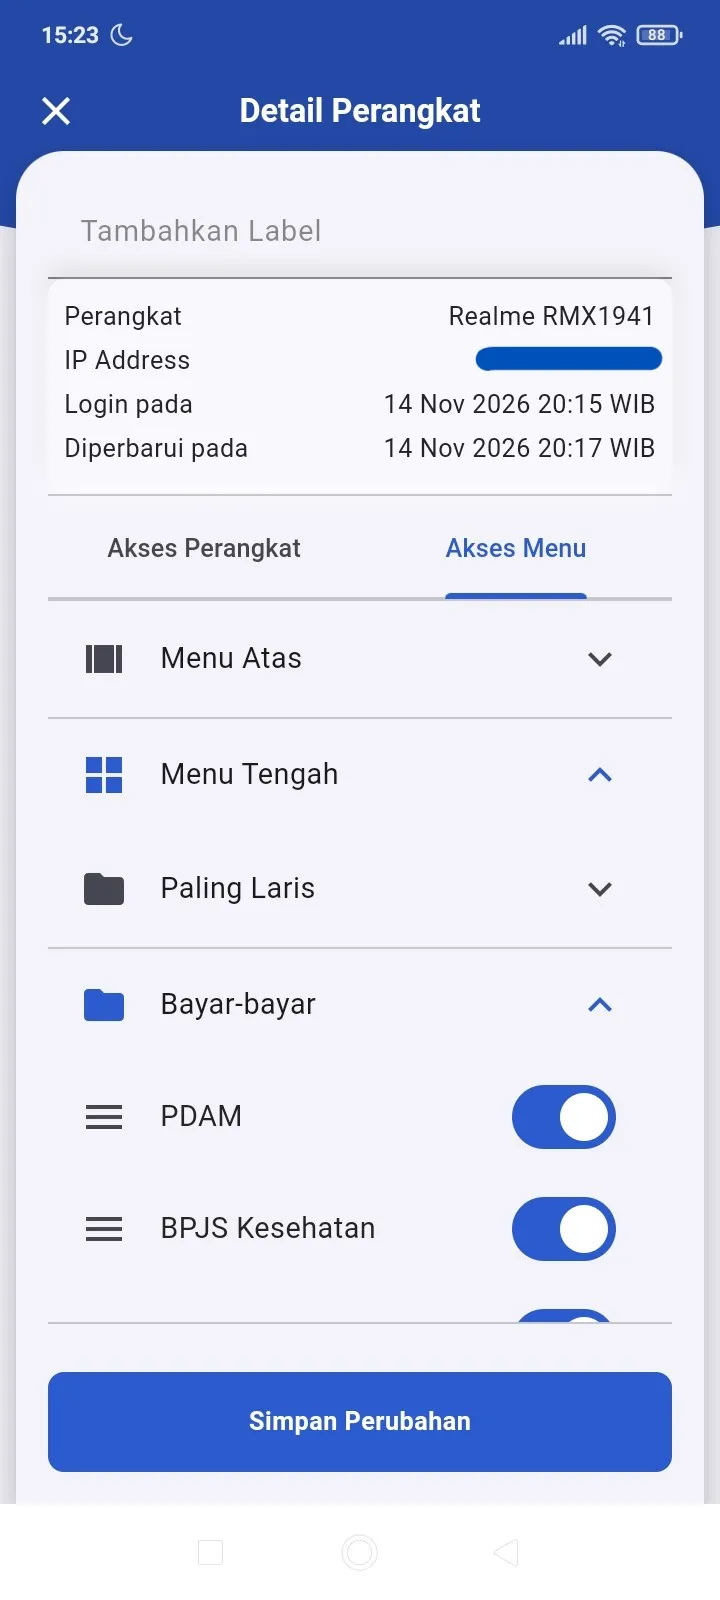 15:23
88
Detail Perangkat
Tambahkan Label
Perangkat Realme RMX1941
IP Address
Login pada 14 Nov 2026 20:15 WIB
Diperbarui pada 14 Nov 2026 20:17 WIB
Akses Perangkat Akses Menu
Menu Atas
Menu Tengah
Paling Laris
Bayar-bayar
PDAM
BPJS Kesehatan
Simpan Perubahan